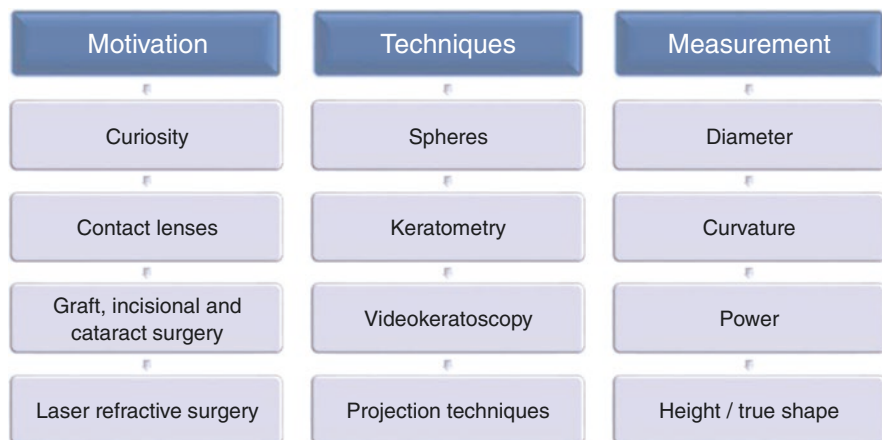 Motivation
Techniques
Measurement
Curiosity
Spheres
Diameter
Contact lenses
Keratometry
Curvature
Graft, incisional and
cataract surgery
Videokeratoscopy
Power
Laser refractive surgery
Projection techniques
Height / true shape